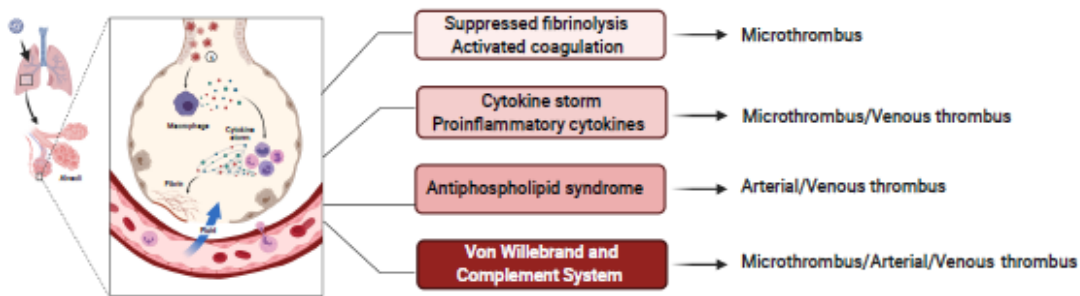 Suppressed fibrinolysis
Activated coagulation
Microthrombus
Macrophage
Cytokine
storm
Cytokine storm
Proinflammatory cytokines
Microthrombus/Venous thrombus
Alveoli
Fibrin
Antiphospholipid syndrome
Arterial/Venous thrombus
Fluid
Von Willebrand and
Complement System
Microthrombus/Arterial/Venous thrombus